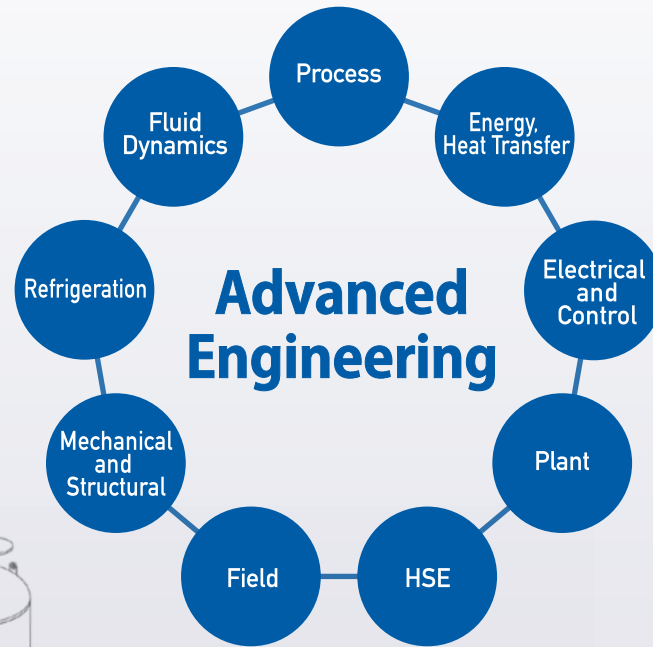 Process
Energy,
Heat Transfer
Electrical
and
Control
Plant
HSE
Field
Mechanical
and
Structural
Refrigeration
Fluid
Dynamics
Advanced
Engineering